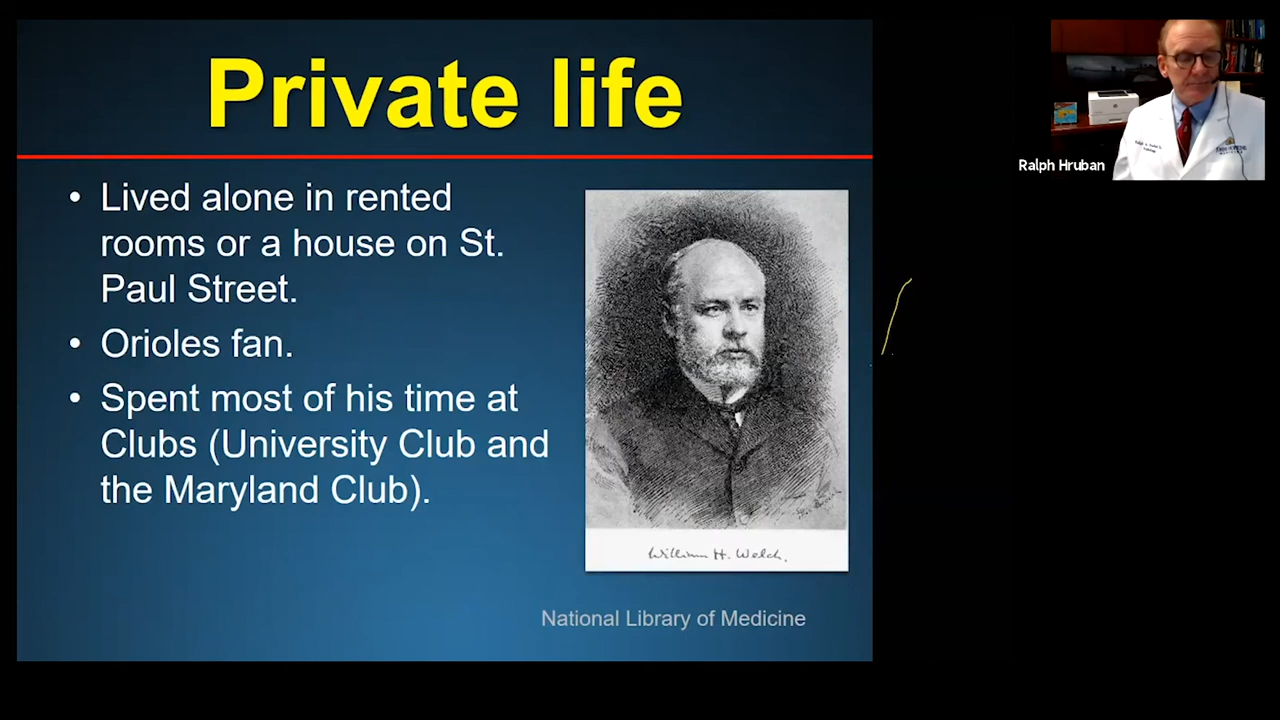 Private life
• Lived alone in rented
rooms or a house on St.
Paul Street.
• Orioles fan.
• Spent most of his time at
Clubs (University Club and
the Maryland Club).
William H. Welch.
National Library of Medicine
Ralph Hruban